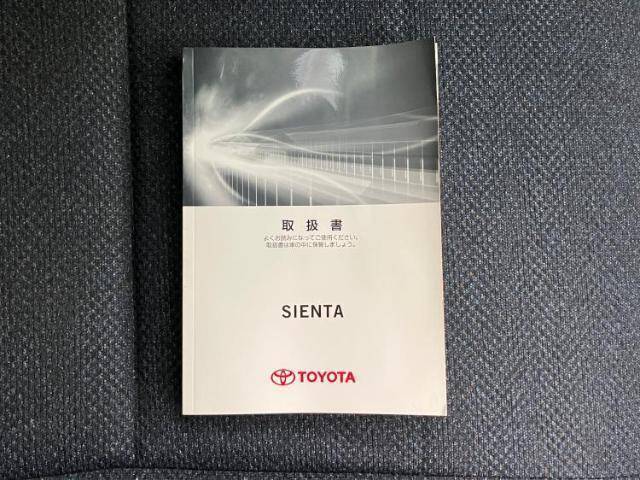 取扱書
よくお読みになってご使用ください。
取扱書は車の中に保管しましょう。
SIENTA
TOYOTA